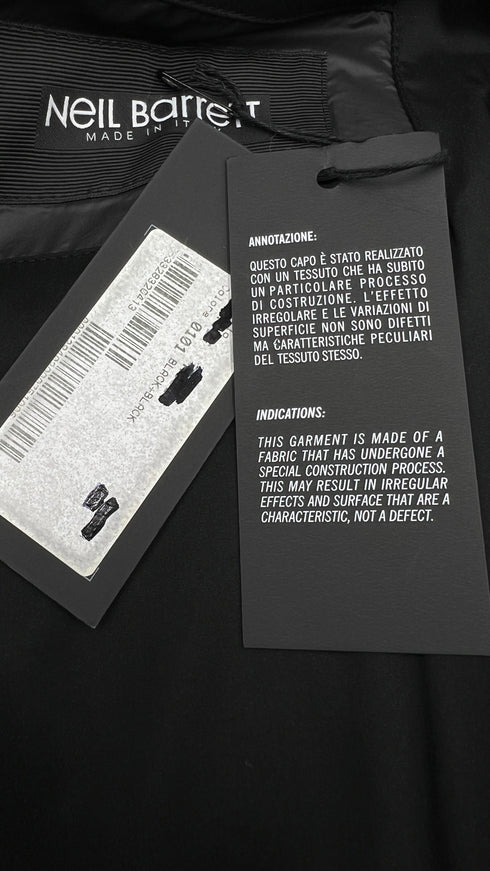 NEIL BarrETT
MADE IN
0101 BLACK-BLACK
ANNOTAZIONE:
QUESTO CAPO È STATO REALIZZATO
CON UN TESSUTO CHE HA SUBITO
UN PARTICOLARE PROCESSO
DI COSTRUZIONE. L'EFFETTO
IRREGOLARE E LE VARIAZIONI DI
SUPERFICIE NON SONO DIFETTI
MA CARATTERISTICHE PECULIARI
DEL TESSUTO STESSO.
INDICATIONS:
THIS GARMENT IS MADE OF A
FABRIC THAT HAS UNDERGONE A
SPECIAL CONSTRUCTION PROCESS.
THIS MAY RESULT IN IRREGULAR
EFFECTS AND SURFACE THAT ARE A
CHARACTERISTIC, NOT A DEFECT.